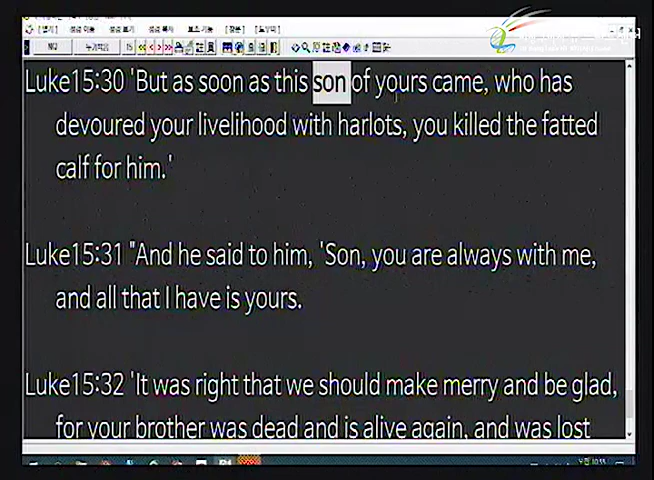 Luke15:30 'But as soon as this son of yours came, who has
devoured your livelihood with harlots, you killed the fatted
calf for him.'
Luke15:31 "And he said to him, 'Son, you are always with me,
and all that I have is yours.
Luke15:32 'It was right that we should make merry and be glad,
for your brother was dead and is alive again, and was lost